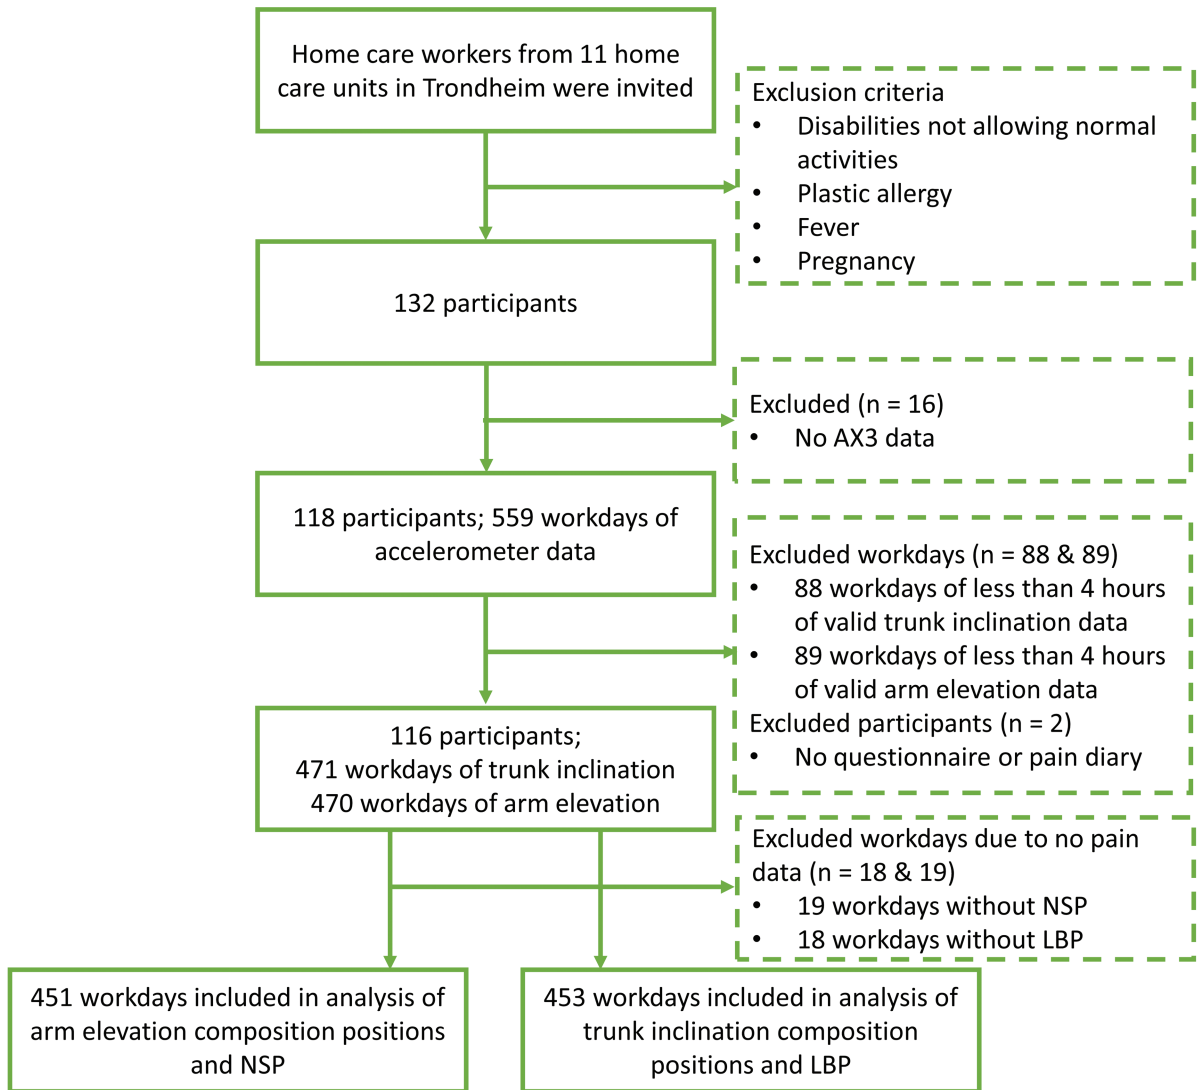 Home care workers from 11 home
care units in Trondheim were invited
Exclusion criteria
• Disabilities not allowing normal
activities
• Plastic allergy
• Fever
• Pregnancy
132 participants
Excluded (n = 16)
• No AX3 data
118 participants; 559 workdays of
accelerometer data
Excluded workdays (n = 88 & 89)
• 88 workdays of less than 4 hours
of valid trunk inclination data
• 89 workdays of less than 4 hours
of valid arm elevation data
Excluded participants (n = 2)
• No questionnaire or pain diary
116 participants;
471 workdays of trunk inclination
470 workdays of arm elevation
Excluded workdays due to no pain
data (n = 18 & 19)
• 19 workdays without NSP
• 18 workdays without LBP
451 workdays included in analysis of
arm elevation composition positions
and NSP
453 workdays included in analysis of
trunk inclination composition
positions and LBP